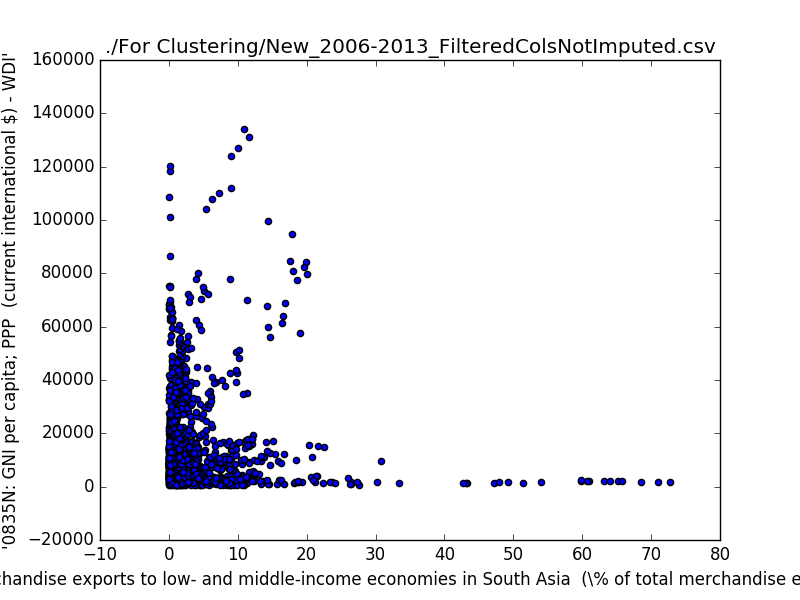 ./For Clustering/New_2006-2013_FilteredColsNotImputed.csv
'0835N: GNI per capita; PPP (current international $) - WDI'
160000
140000
120000
100000
80000
60000
40000
20000
0
−20000
−10 0 10 20 30 40 50 60 70 80
exports to low- and middle-income economies in South Asia (\% of total merchandise